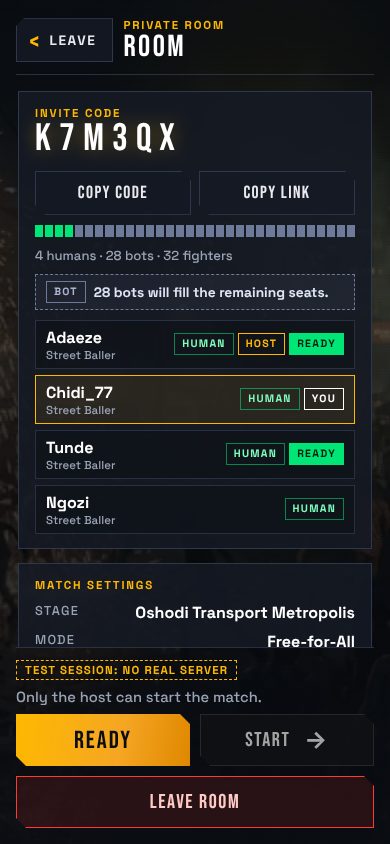 < LEAVE
PRIVATE ROOM
ROOM
INVITE CODE
K7M3QX
COPY CODE
COPY LINK
4 humans · 28 bots · 32 fighters
BOT 28 bots will fill the remaining seats.
Adaeze
Street Baller
HUMAN HOST READY
Chidi_77
Street Baller
HUMAN YOU
Tunde
Street Baller
HUMAN READY
Ngozi
Street Baller
HUMAN
MATCH SETTINGS
STAGE Oshodi Transport Metropolis
MODE Free-for-All
TEST SESSION: NO REAL SERVER
Only the host can start the match.
READY
START →
LEAVE ROOM